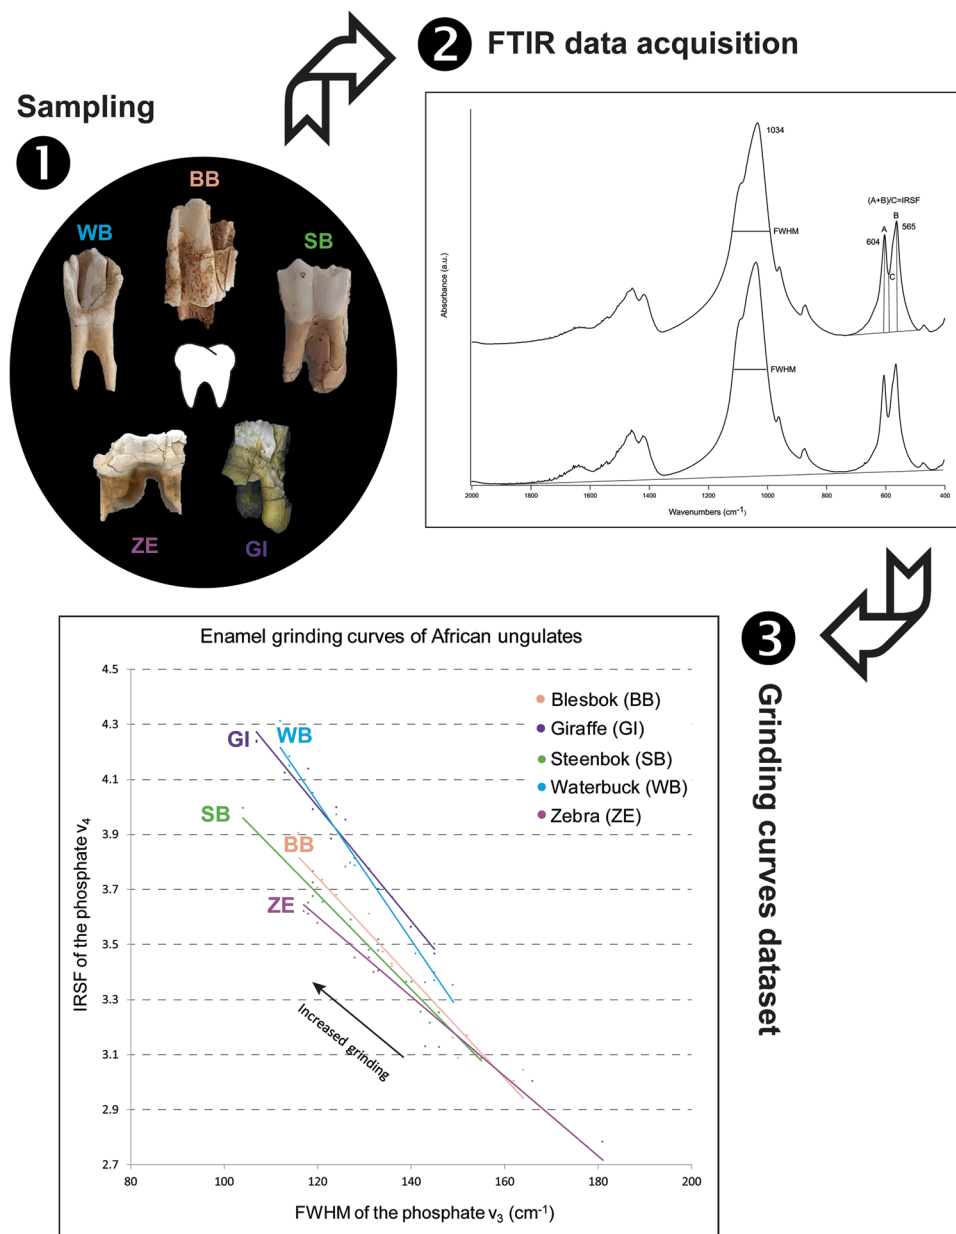 Sampling
1
BB
WB
SB
ZE
GI
2 FTIR data acquisition
1034
(A+B)/C=IRSF
B
A
565
604
C
FWHM
FWHM
Absorbance (a.u.)
2000 1600 1400 1200 1000 800 600 400
Wavenumbers (cm⁻¹)
3
Grinding curves dataset
Enamel grinding curves of African ungulates
4.5
4.3
4.1
3.9
3.7
3.5
3.3
3.1
2.9
2.7
IRSF of the phosphate v₄
Blesbok (BB)
Giraffe (GI)
Steenbok (SB)
Waterbuck (WB)
Zebra (ZE)
GI
WB
SB
BB
ZE
Increased grinding
80 100 120 140 160 180 200
FWHM of the phosphate v₃ (cm⁻¹)